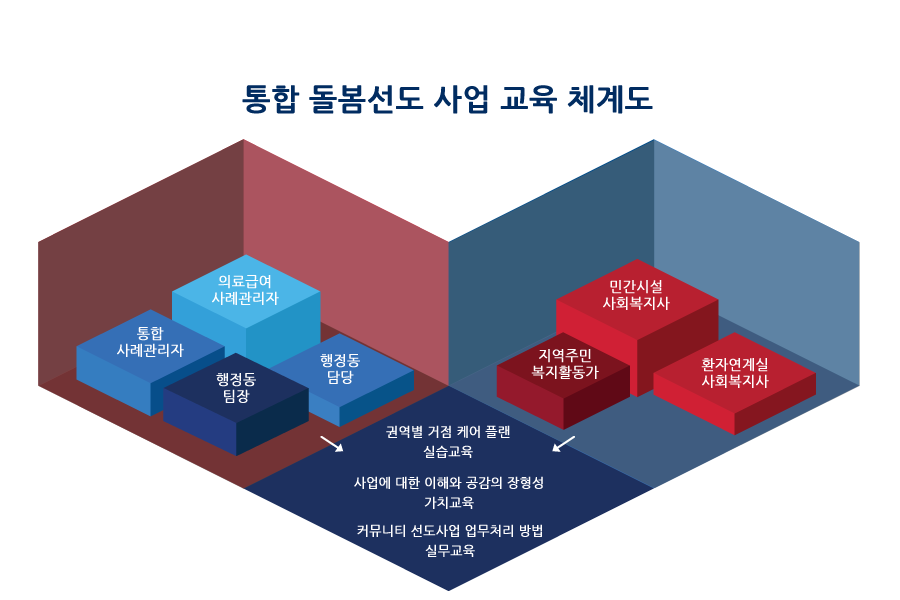 통합 돌봄선도 사업 교육 체계도
의료급여
사례관리자
통합
사례관리자
행정동
담당
행정동
팀장
민간시설
사회복지사
지역주민
복지활동가
환자연계실
사회복지사
권역별 거점 케어 플랜
실습교육
사업에 대한 이해와 공감의 장형성
가치교육
커뮤니티 선도사업 업무처리 방법
실무교육